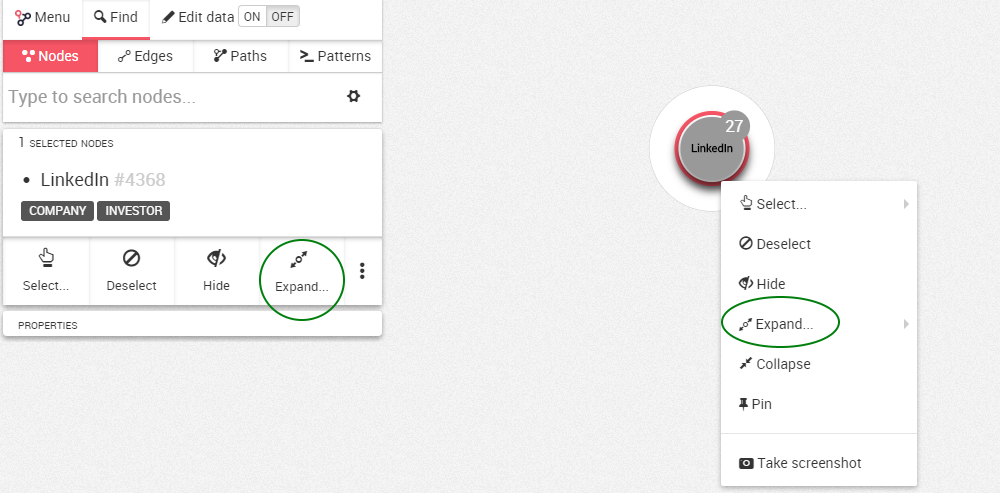 Menu Find Edit data ON OFF
Nodes Edges Paths Patterns
Type to search nodes...
1 SELECTED NODES
• LinkedIn #4368
COMPANY INVESTOR
Select... Deselect Hide Expand...
PROPERTIES
27
LinkedIn
Select...
Deselect
Hide
Expand...
Collapse
Pin
Take screenshot